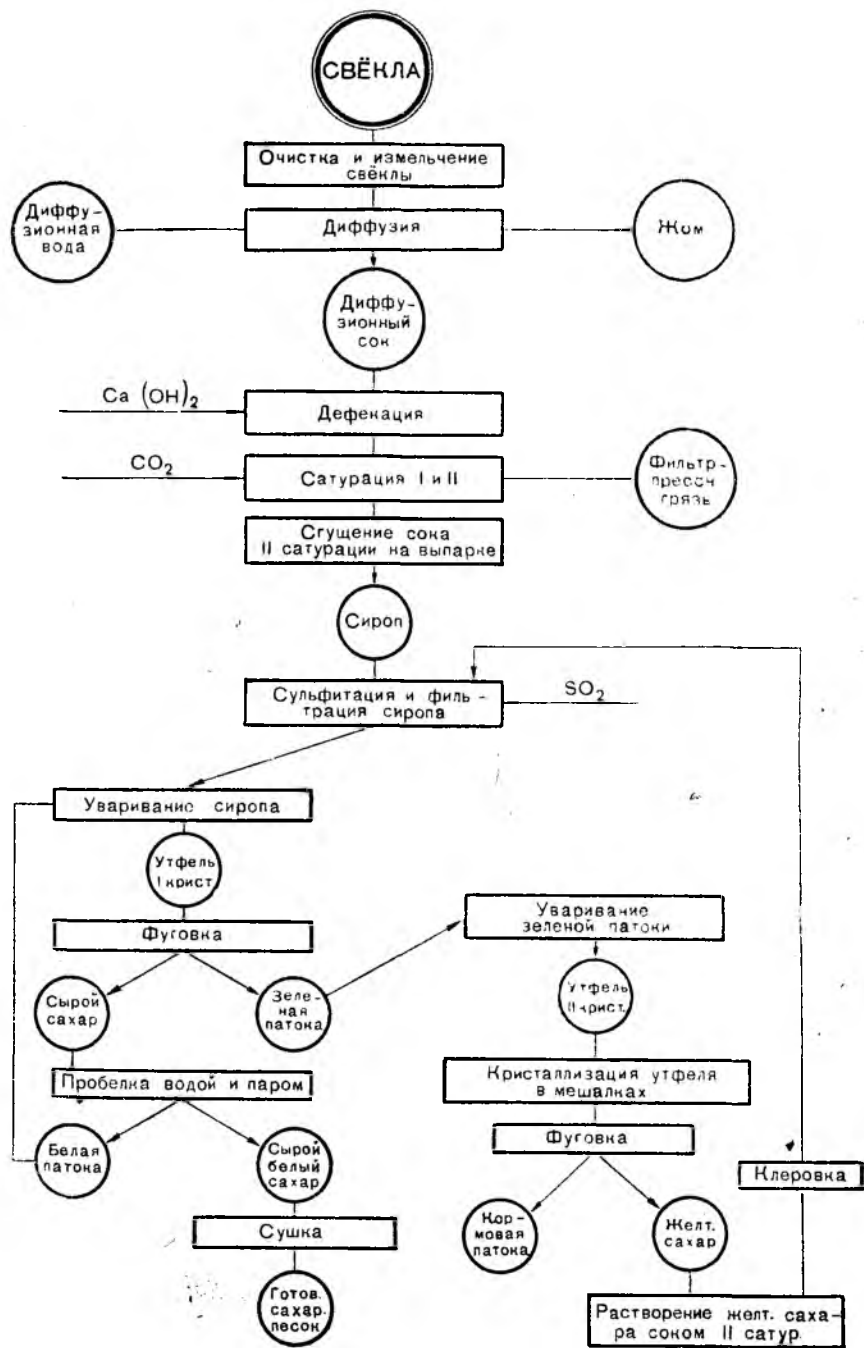 СВЁКЛА
Очистка и измельчение
свёклы
Диффу-
зионная
вода
Диффузия
Жом
Диффу-
зионный
сок
Ca (OH)2
Дефекация
CO2
Сатурация I и II
Фильтр-
прессч
грязь
Сгущение сока
II сатурации на выпарке
Сироп
Сульфитация и филь-
трация сиропа
SO2
Уваривание сиропа
Утфель
I крист.
Фуговка
Уваривание
зеленой патоки
Сырой
сахар
Зеле-
ная
патока
Утфель
II крист.
Пробелка водой и паром
Кристаллизация утфеля
в мешалках
Белая
патока
Сырой
белый
сахар
Фуговка
Клеровка
Сушка
Кор-
мовая
патока
Желт.
сахар
Готов.
сахар.
песок
Растворение желт. саха-
ра соком II сатур.